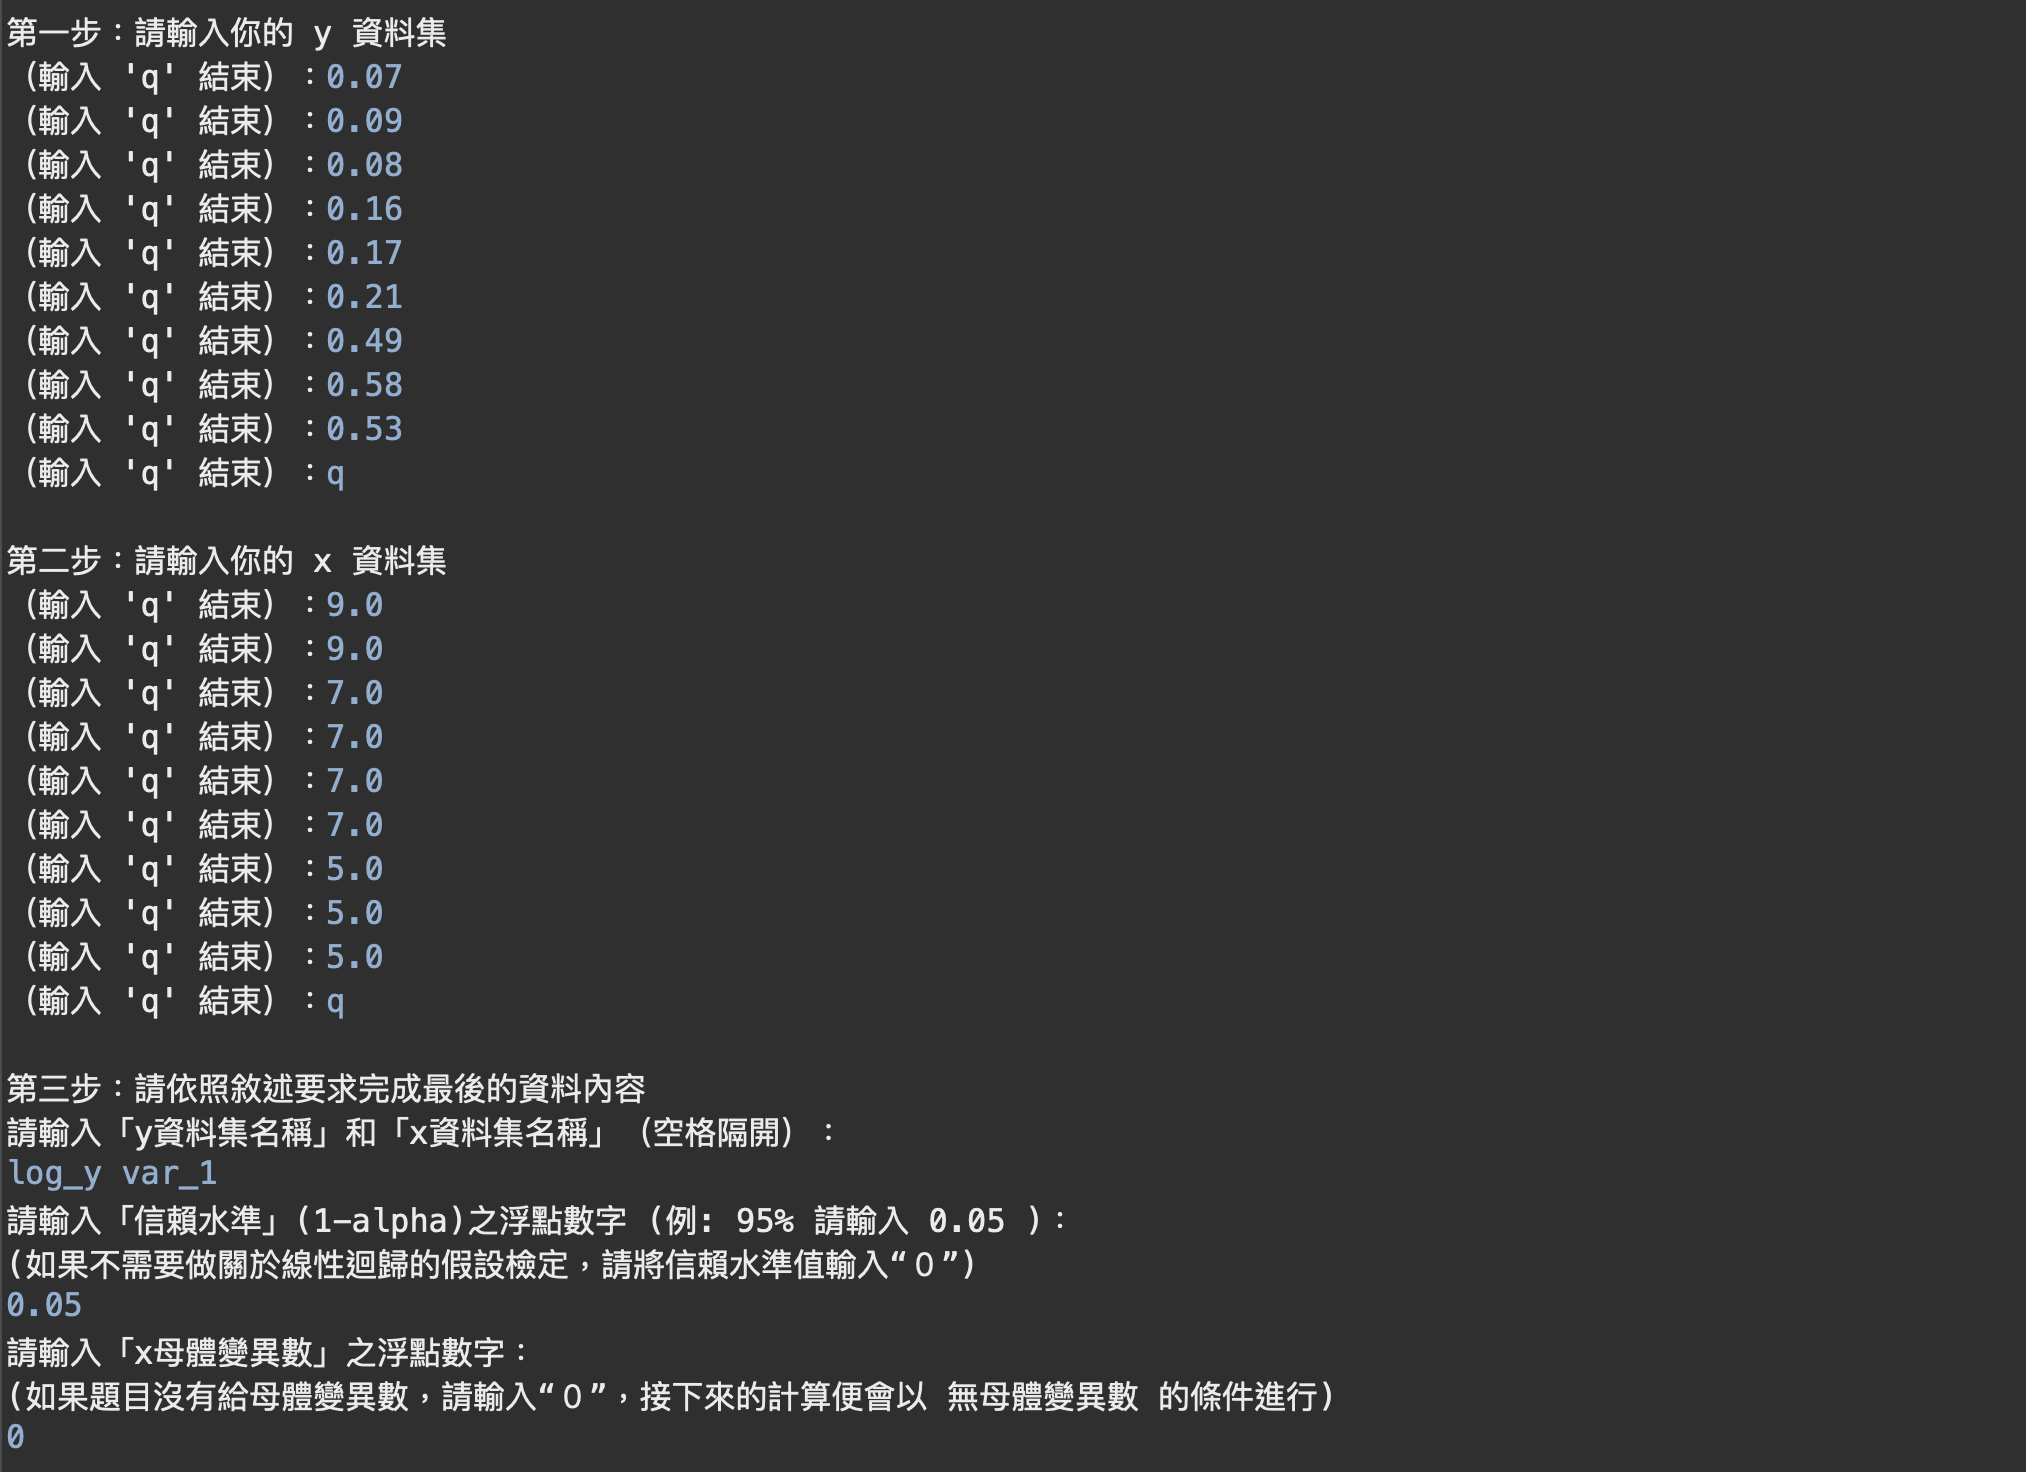 第一步：請輸入你的 y 資料集
（輸入 'q' 結束）：0.07
（輸入 'q' 結束）：0.09
（輸入 'q' 結束）：0.08
（輸入 'q' 結束）：0.16
（輸入 'q' 結束）：0.17
（輸入 'q' 結束）：0.21
（輸入 'q' 結束）：0.49
（輸入 'q' 結束）：0.58
（輸入 'q' 結束）：0.53
（輸入 'q' 結束）：q
第二步：請輸入你的 x 資料集
（輸入 'q' 結束）：9.0
（輸入 'q' 結束）：9.0
（輸入 'q' 結束）：7.0
（輸入 'q' 結束）：7.0
（輸入 'q' 結束）：7.0
（輸入 'q' 結束）：7.0
（輸入 'q' 結束）：5.0
（輸入 'q' 結束）：5.0
（輸入 'q' 結束）：5.0
（輸入 'q' 結束）：q
第三步：請依照敘述要求完成最後的資料內容
請輸入「y資料集名稱」和「x資料集名稱」（空格隔開）：
log_y var_1
請輸入「信賴水準」(1-alpha)之浮點數字 (例: 95% 請輸入 0.05 )：
(如果不需要做關於線性迴歸的假設檢定，請將信賴水準值輸入“０”)
0.05
請輸入「x母體變異數」之浮點數字：
(如果題目沒有給母體變異數，請輸入“０”，接下來的計算便會以 無母體變異數 的條件進行)
0